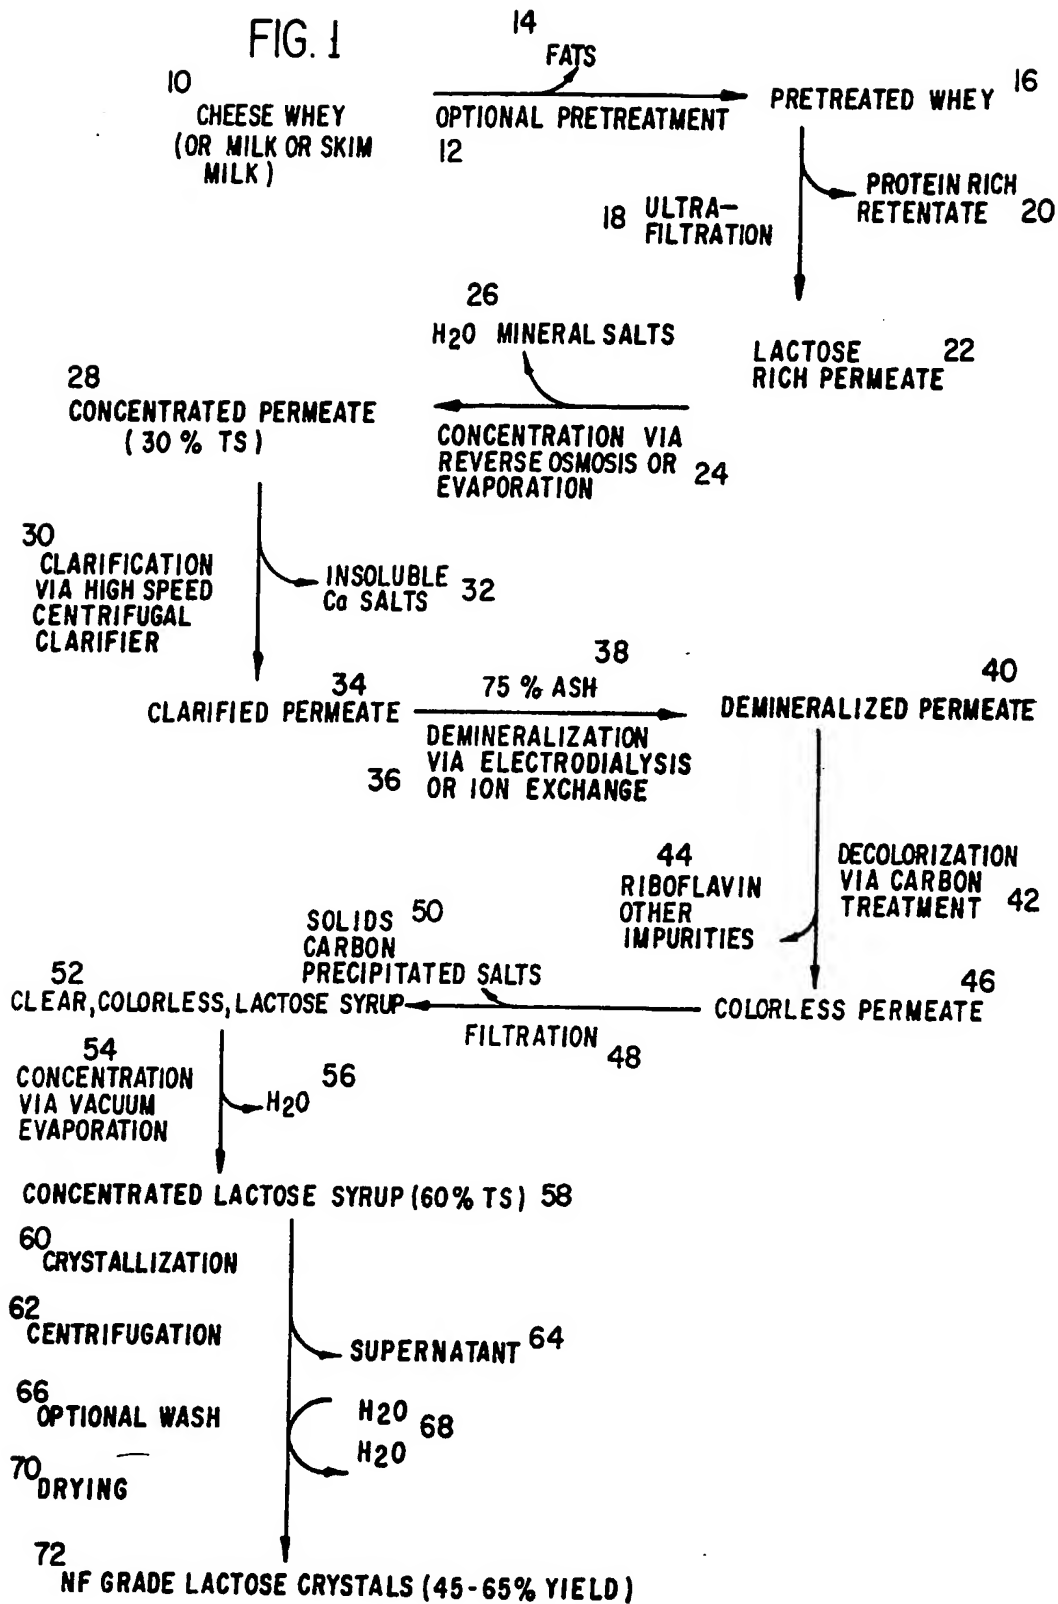 FIG. 1
14
FATS
10
CHEESE WHEY
(OR MILK OR SKIM
MILK)
OPTIONAL PRETREATMENT
12
16
PRETREATED WHEY
PROTEIN RICH
RETENTATE 20
18 ULTRA-
FILTRATION
26
H2O MINERAL SALTS
LACTOSE 22
RICH PERMEATE
28
CONCENTRATED PERMEATE
(30% TS)
CONCENTRATION VIA
REVERSE OSMOSIS OR 24
EVAPORATION
30
CLARIFICATION
VIA HIGH SPEED
CENTRIFUGAL
CLARIFIER
INSOLUBLE
Ca SALTS 32
34
CLARIFIED PERMEATE
38
75% ASH
DEMINERALIZATION
VIA ELECTRODIALYSIS
36 OR ION EXCHANGE
40
DEMINERALIZED PERMEATE
DECOLORIZATION
VIA CARBON
TREATMENT 42
44
RIBOFLAVIN
OTHER
IMPURITIES
46
COLORLESS PERMEATE
SOLIDS 50
CARBON
PRECIPITATED SALTS
FILTRATION
48
52
CLEAR, COLORLESS, LACTOSE SYRUP
54
CONCENTRATION
VIA VACUUM
EVAPORATION
56
H2O
CONCENTRATED LACTOSE SYRUP (60% TS) 58
60
CRYSTALLIZATION
62
CENTRIFUGATION
SUPERNATANT 64
66
OPTIONAL WASH
H2O
68
H2O
70
DRYING
72
NF GRADE LACTOSE CRYSTALS (45-65% YIELD)